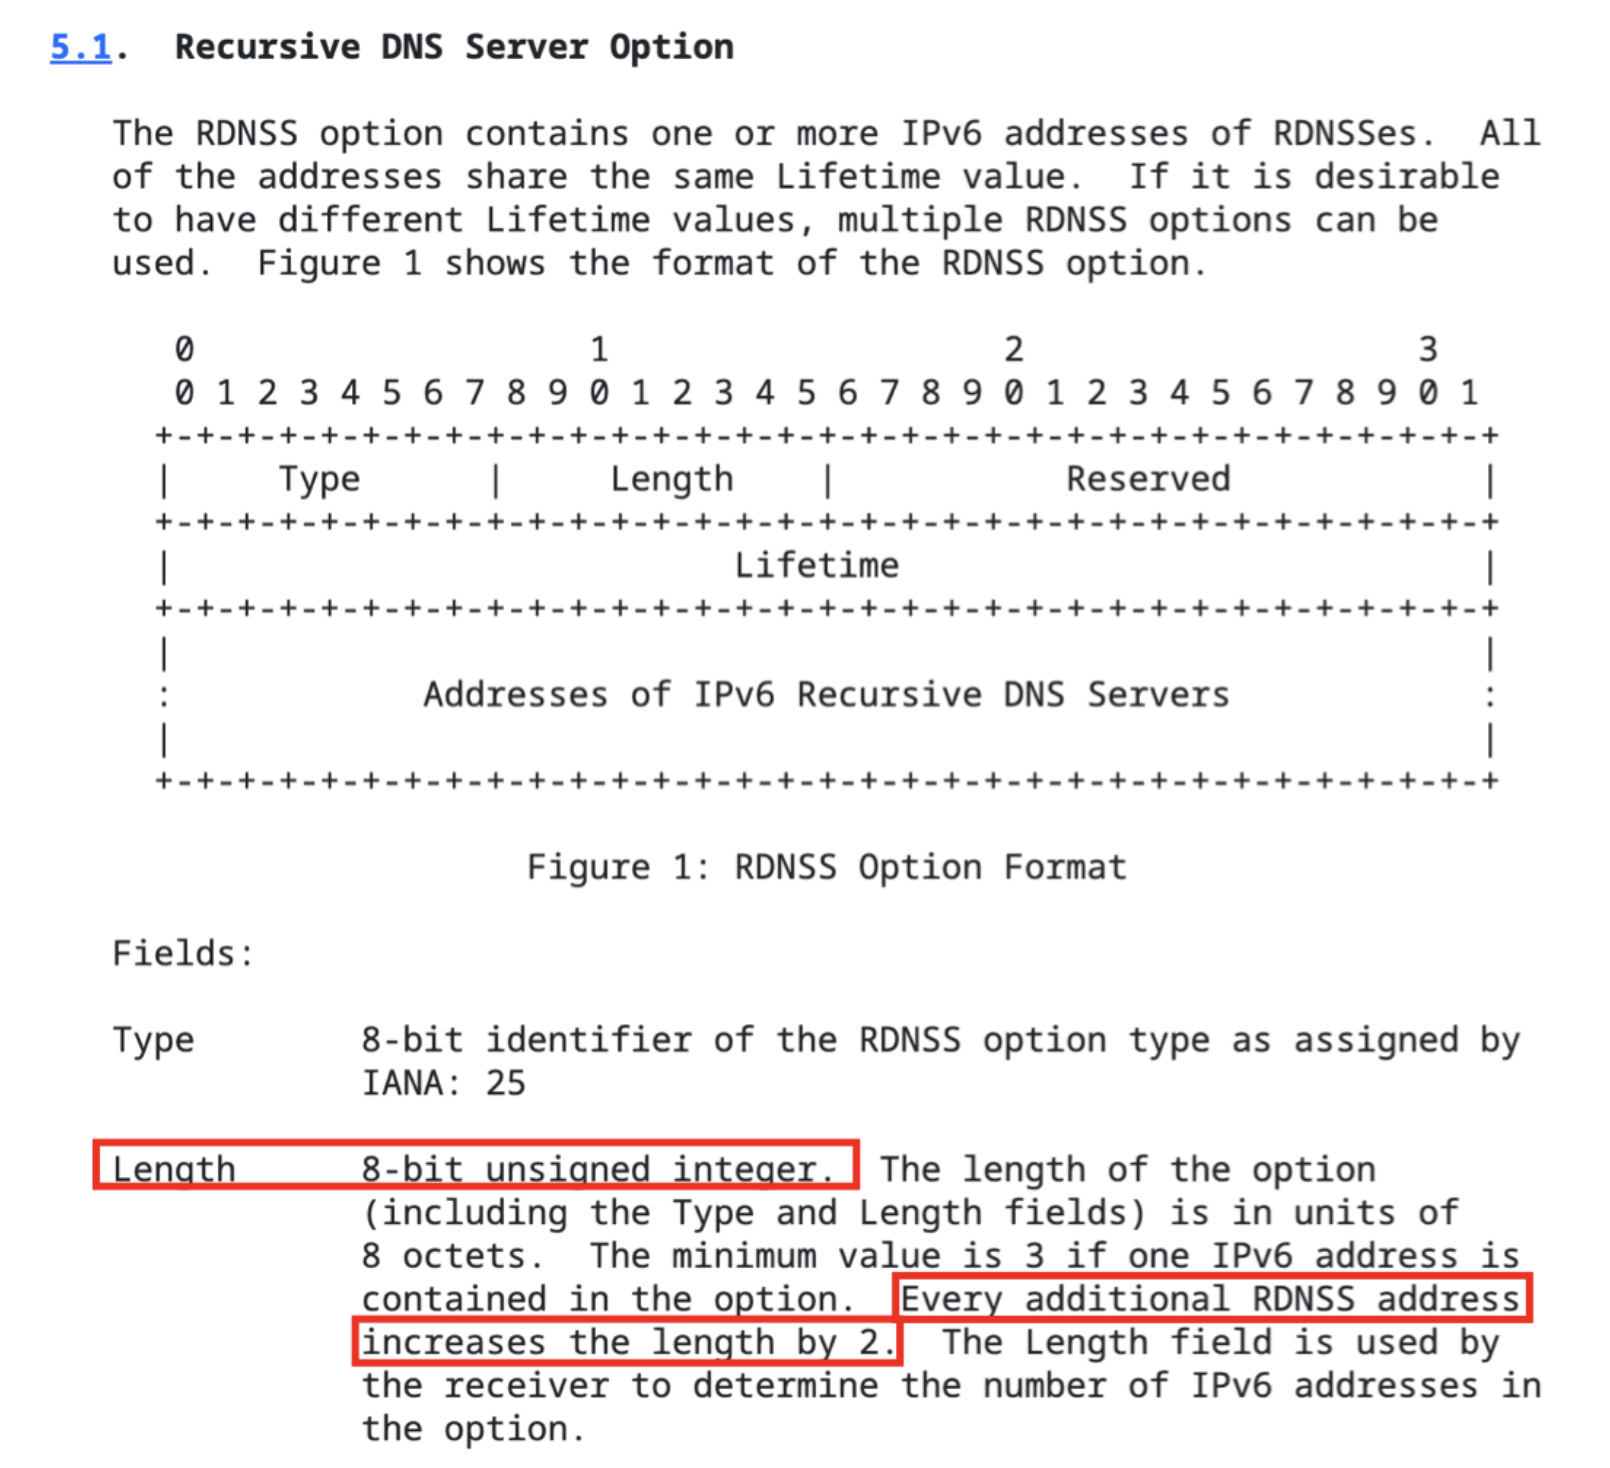 5.1.  Recursive DNS Server Option
The RDNSS option contains one or more IPv6 addresses of RDNSSes.  All
of the addresses share the same Lifetime value.  If it is desirable
to have different Lifetime values, multiple RDNSS options can be
used.  Figure 1 shows the format of the RDNSS option.
 0                   1                   2                   3
 0 1 2 3 4 5 6 7 8 9 0 1 2 3 4 5 6 7 8 9 0 1 2 3 4 5 6 7 8 9 0 1
+-+-+-+-+-+-+-+-+-+-+-+-+-+-+-+-+-+-+-+-+-+-+-+-+-+-+-+-+-+-+-+-+
|     Type      |     Length    |           Reserved            |
+-+-+-+-+-+-+-+-+-+-+-+-+-+-+-+-+-+-+-+-+-+-+-+-+-+-+-+-+-+-+-+-+
|                           Lifetime                            |
+-+-+-+-+-+-+-+-+-+-+-+-+-+-+-+-+-+-+-+-+-+-+-+-+-+-+-+-+-+-+-+-+
|                                                               |
:            Addresses of IPv6 Recursive DNS Servers            :
|                                                               |
+-+-+-+-+-+-+-+-+-+-+-+-+-+-+-+-+-+-+-+-+-+-+-+-+-+-+-+-+-+-+-+-+
Figure 1: RDNSS Option Format
Fields:
Type        8-bit identifier of the RDNSS option type as assigned by
IANA: 25
Length      8-bit unsigned integer.  The length of the option
(including the Type and Length fields) is in units of
8 octets.  The minimum value is 3 if one IPv6 address is
contained in the option.  Every additional RDNSS address
increases the length by 2.  The Length field is used by
the receiver to determine the number of IPv6 addresses in
the option.